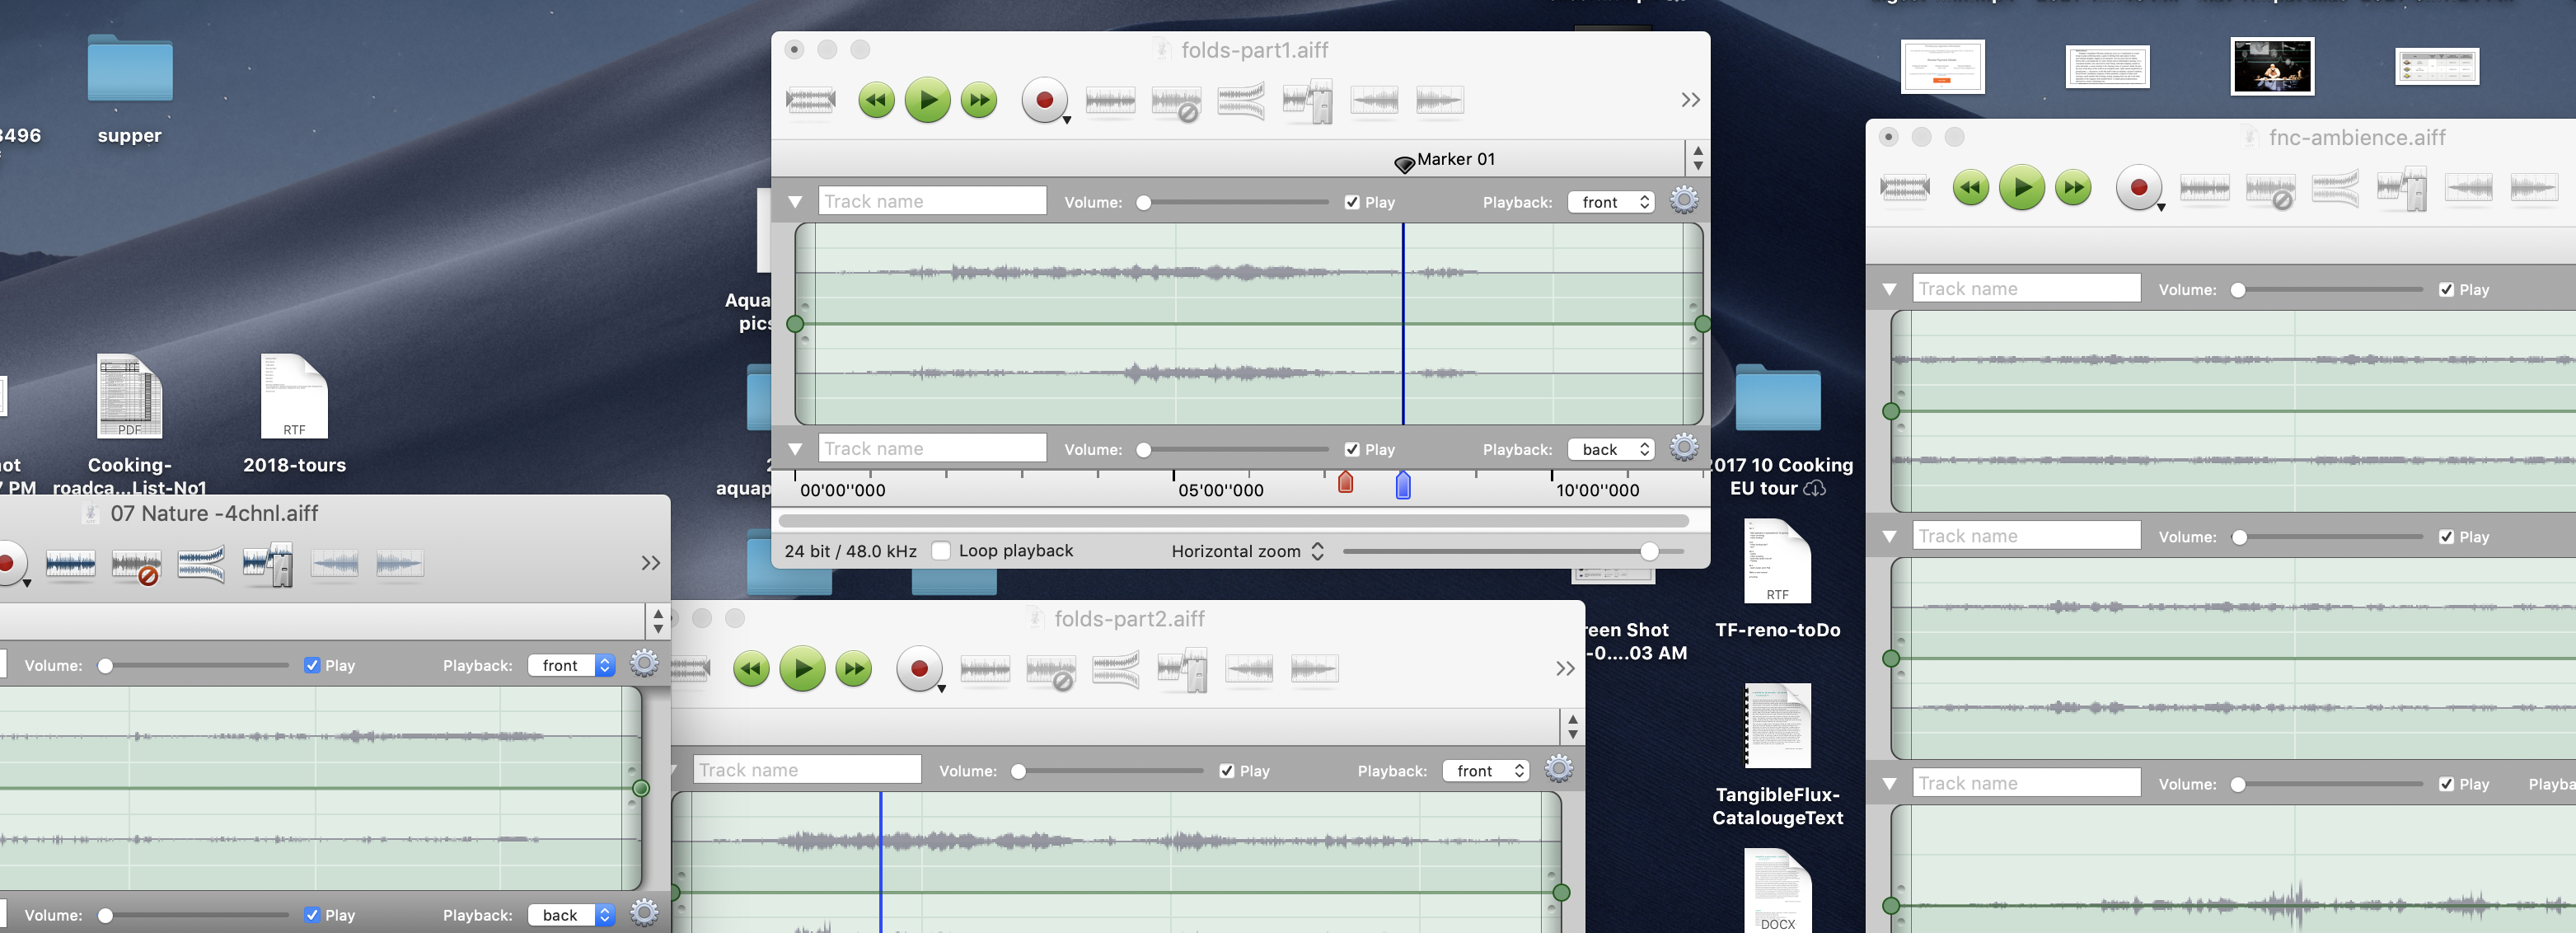 3496
supper
PDF
RTF
Cooking-
roadca...List-No1
2018-tours
PM
Aqua
pics
aquap
folds-part1.aiff
Marker 01
Track name
Volume:
Play
Playback:
front
Track name
Volume:
Play
Playback:
back
00'00''000
05'00''000
10'00''000
24 bit / 48.0 kHz
Loop playback
Horizontal zoom
07 Nature -4chnl.aiff
Volume:
Play
Playback:
front
Volume:
Play
Playback:
back
folds-part2.aiff
Track name
Volume:
Play
Playback:
front
2017 10 Cooking
EU tour
RTF
reen Shot
-0....03 AM
TF-reno-toDo
TangibleFlux-
CatalougeText
DOCX
fnc-ambience.aiff
Track name
Volume:
Play
Track name
Volume:
Play
Track name
Volume:
Play
Playba